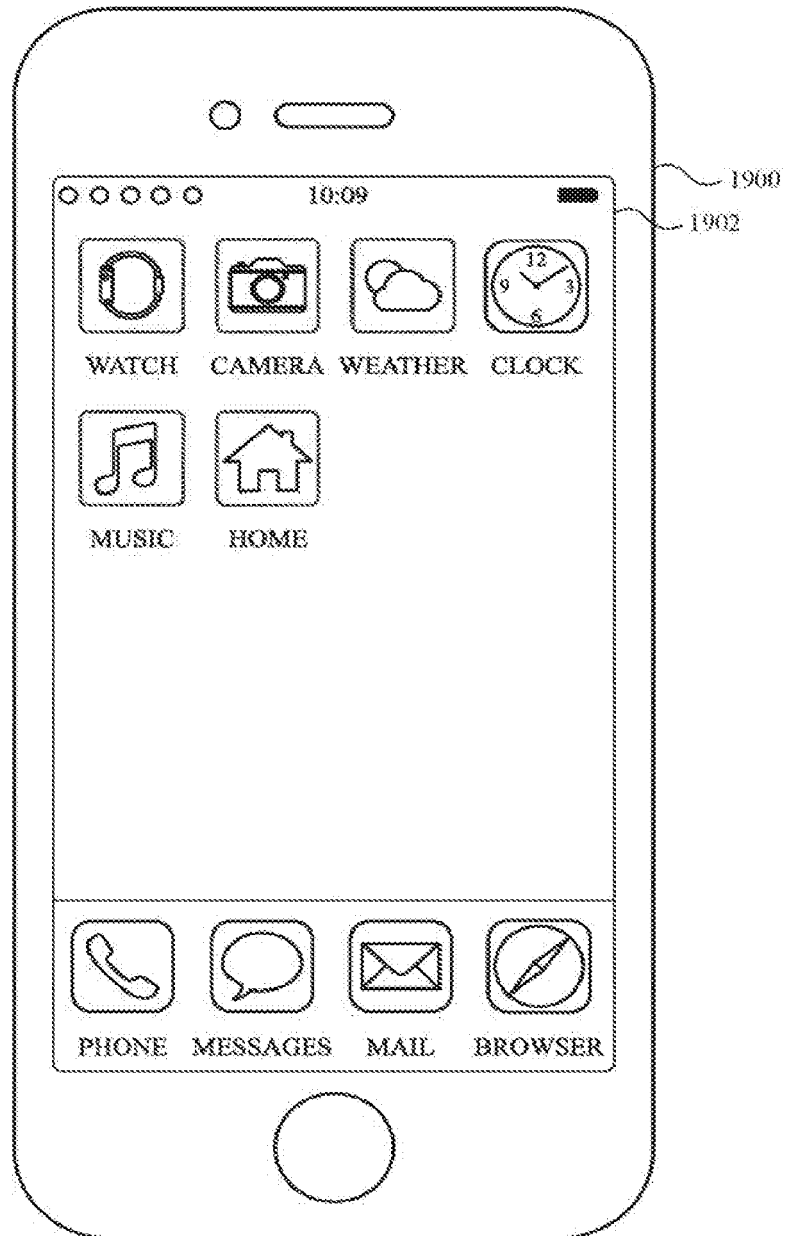 10:09
1900
1902
12
9 3
6
WATCH CAMERA WEATHER CLOCK
MUSIC HOME
PHONE MESSAGES MAIL BROWSER